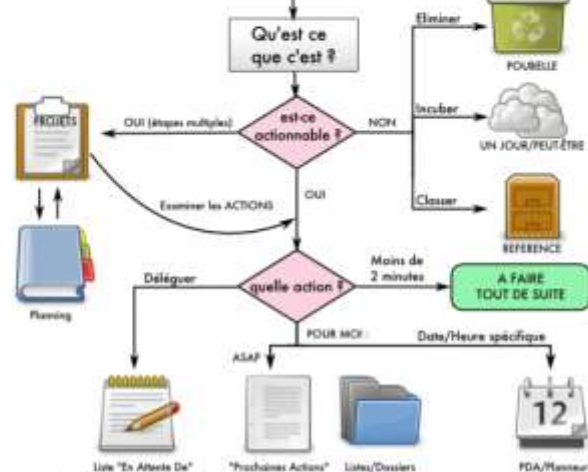 Qu'est ce
que c'est ?
Eliminer
POUBELLE
PROJETS
OUI (étapes multiples)
est-ce
actionnable ?
NON
Incuber
UN JOUR/PEUT-ÊTRE
Examiner les ACTIONS
OUI
Classer
REFERENCE
Planning
Déléguer
quelle action ?
Moins de
2 minutes
A FAIRE
TOUT DE SUITE
POUR MOI :
Date/Heure spécifique
ASAP
12
Liste "En Attente De"
"Prochaines Actions"
Listes/Dossiers
PDA/Planner